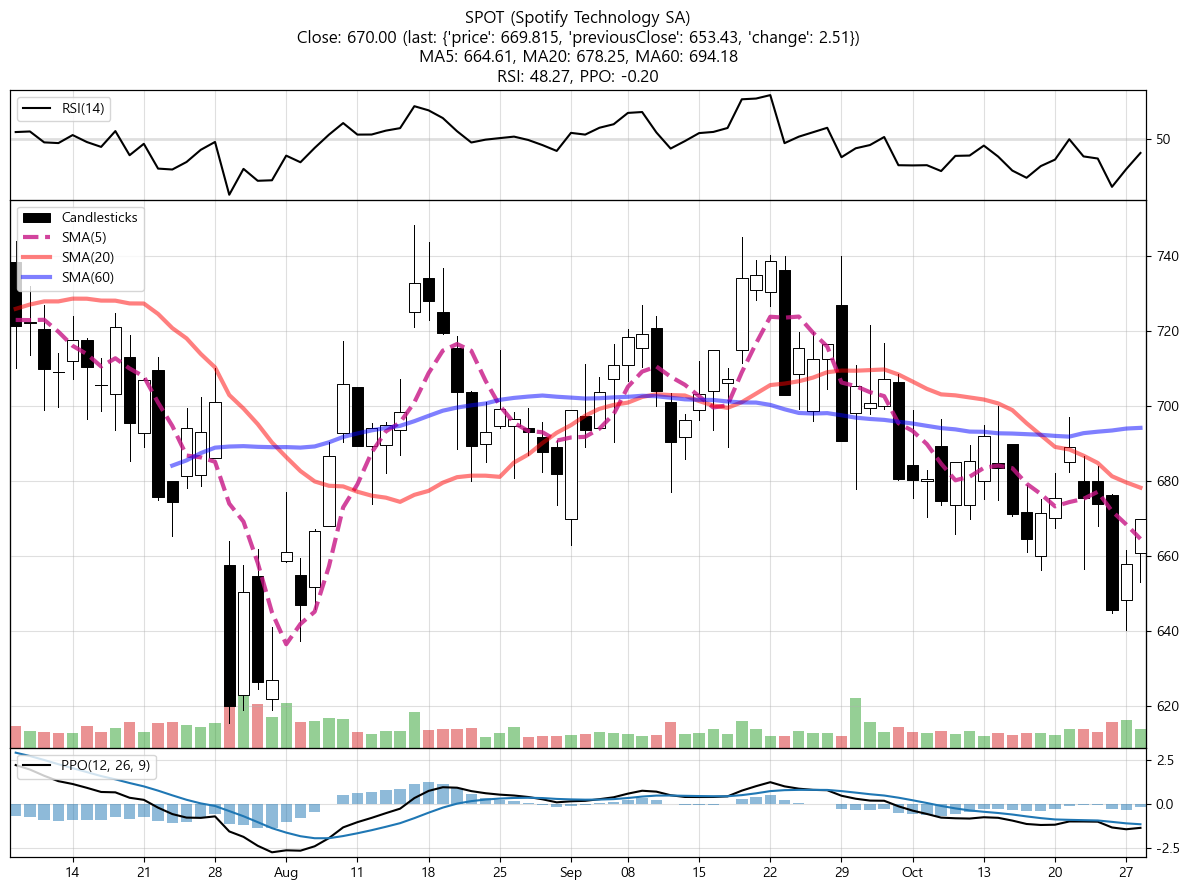 SPOT (Spotify Technology SA)
Close: 670.00 (last: {'price': 669.815, 'previousClose': 653.43, 'change': 2.51})
MA5: 664.61, MA20: 678.25, MA60: 694.18
RSI: 48.27, PPO: -0.20
RSI(14)
50
Candlesticks
SMA(5)
SMA(20)
SMA(60)
740
720
700
680
660
640
620
PPO(12, 26, 9)
2.5
0.0
-2.5
14 21 28 Aug 11 18 25 Sep 08 15 22 29 Oct 13 20 27